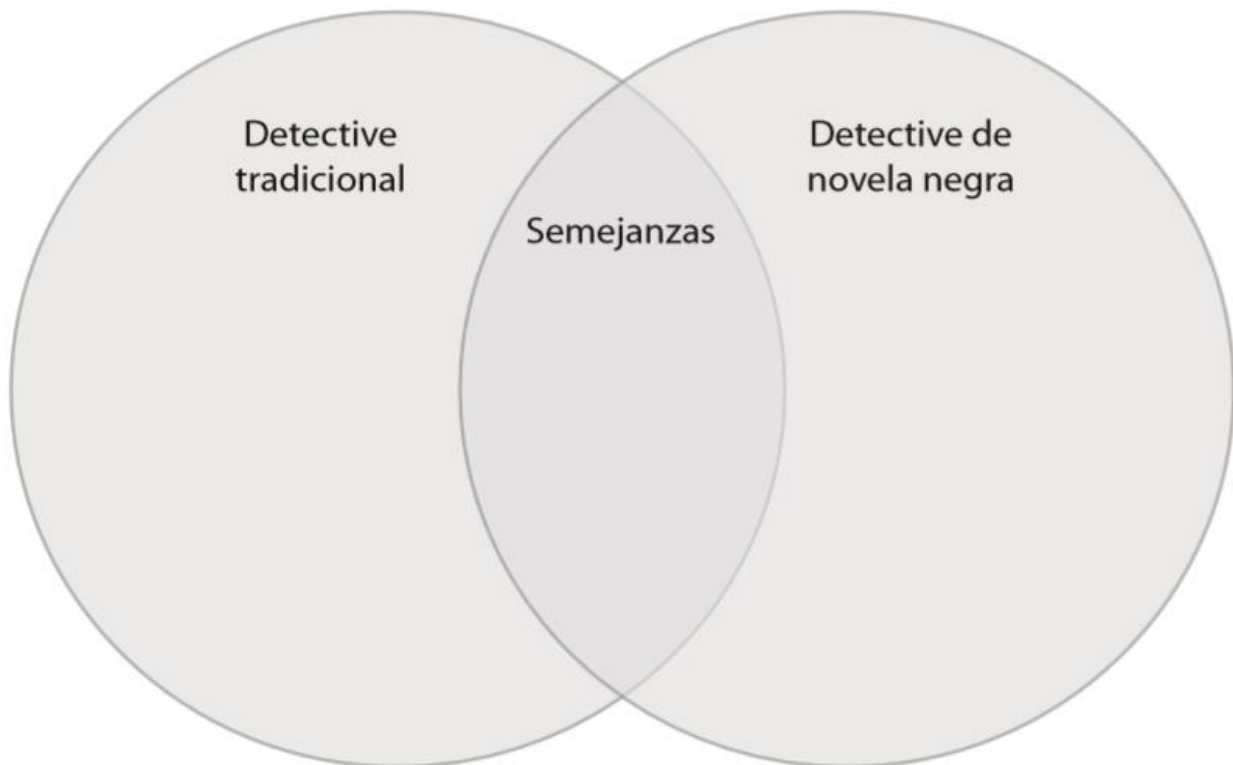 Detective
tradicional
Semejanzas
Detective de
novela negra